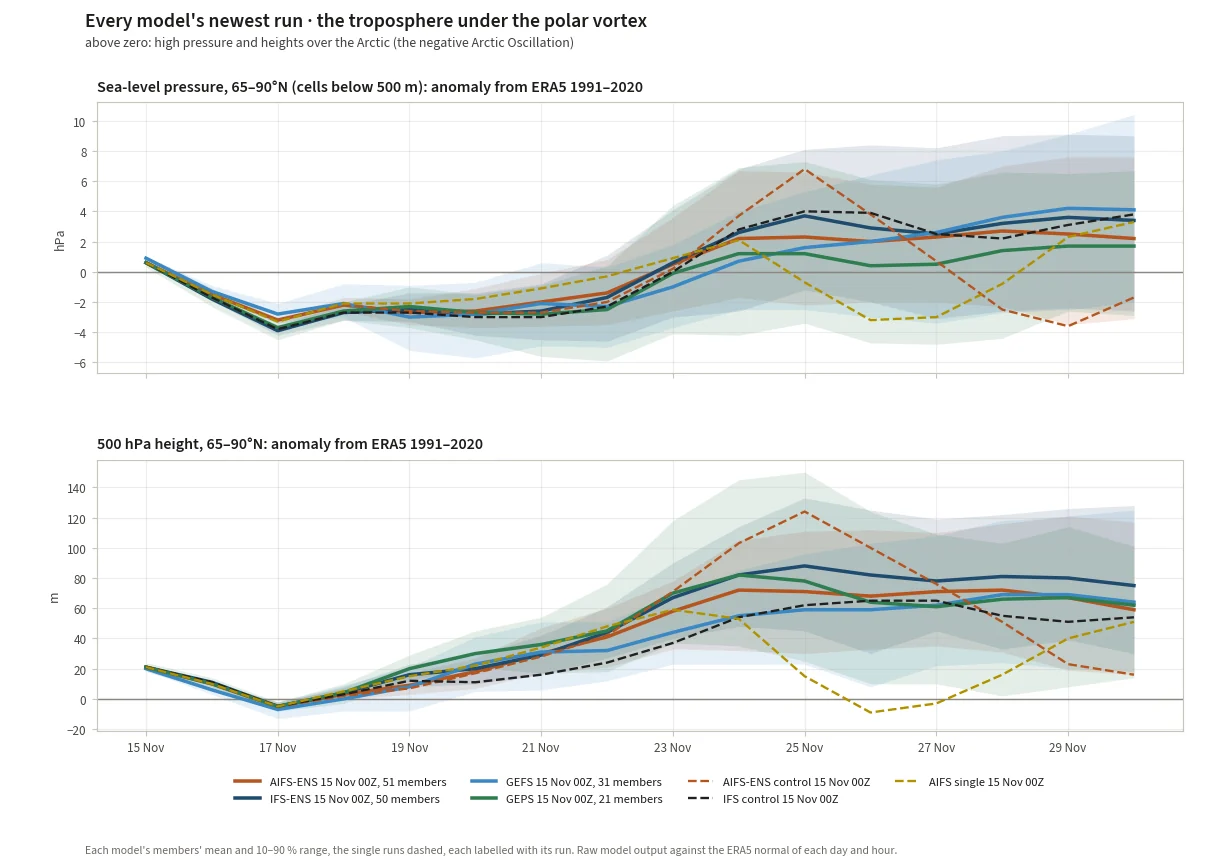 Every model's newest run · the troposphere under the polar vortex
above zero: high pressure and heights over the Arctic (the negative Arctic Oscillation)
Sea-level pressure, 65–90°N (cells below 500 m): anomaly from ERA5 1991–2020
10
8
6
4
2
0
−2
−4
−6
hPa
500 hPa height, 65–90°N: anomaly from ERA5 1991–2020
140
120
100
80
60
40
20
0
−20
m
15 Nov 17 Nov 19 Nov 21 Nov 23 Nov 25 Nov 27 Nov 29 Nov
AIFS-ENS 15 Nov 00Z, 51 members GEFS 15 Nov 00Z, 31 members AIFS-ENS control 15 Nov 00Z AIFS single 15 Nov 00Z
IFS-ENS 15 Nov 00Z, 50 members GEPS 15 Nov 00Z, 21 members IFS control 15 Nov 00Z
Each model's members' mean and 10–90 % range, the single runs dashed, each labelled with its run. Raw model output against the ERA5 normal of each day and hour.